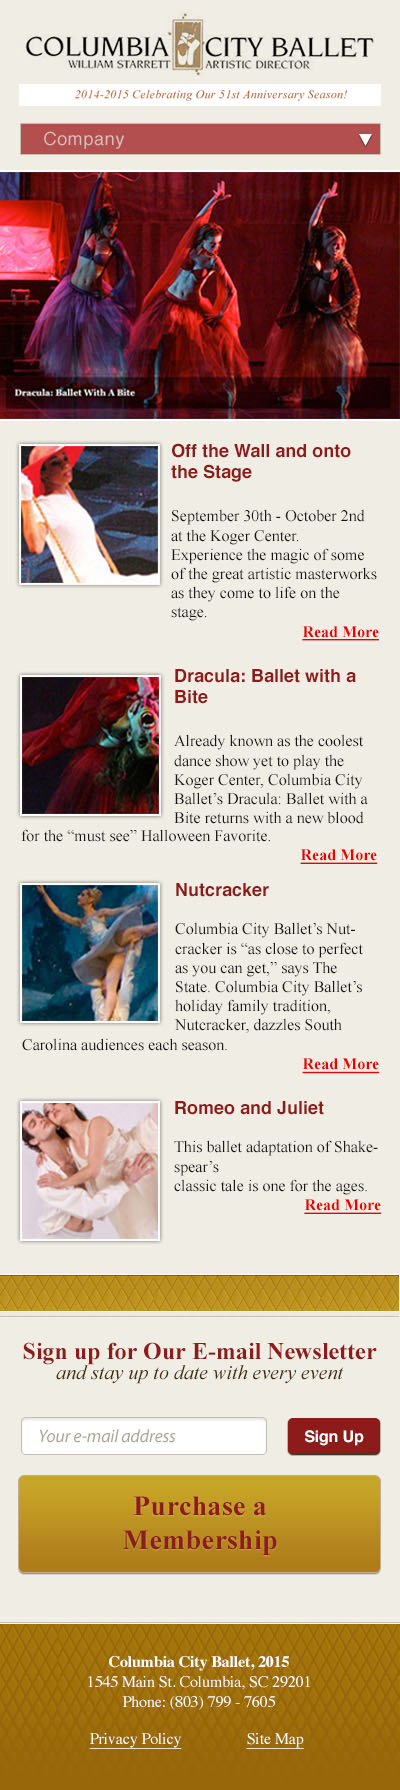 COLUMBIA CITY BALLET
WILLIAM STARRETT ARTISTIC DIRECTOR
2014-2015 Celebrating Our 51st Anniversary Season!
Company
Dracula: Ballet With A Bite
Off the Wall and onto
the Stage
September 30th - October 2nd
at the Koger Center.
Experience the magic of some
of the great artistic masterworks
as they come to life on the
stage.
Read More
Dracula: Ballet with a
Bite
Already known as the coolest
dance show yet to play the
Koger Center, Columbia City
Ballet’s Dracula: Ballet with a
Bite returns with a new blood
for the “must see” Halloween Favorite.
Read More
Nutcracker
Columbia City Ballet’s Nut-
cracker is “as close to perfect
as you can get,” says The
State. Columbia City Ballet’s
holiday family tradition,
Nutcracker, dazzles South
Carolina audiences each season.
Read More
Romeo and Juliet
This ballet adaptation of Shake-
spear’s
classic tale is one for the ages.
Read More
Sign up for Our E-mail Newsletter
and stay up to date with every event
Your e-mail address
Sign Up
Purchase a
Membership
Columbia City Ballet, 2015
1545 Main St. Columbia, SC 29201
Phone: (803) 799 - 7605
Privacy Policy Site Map